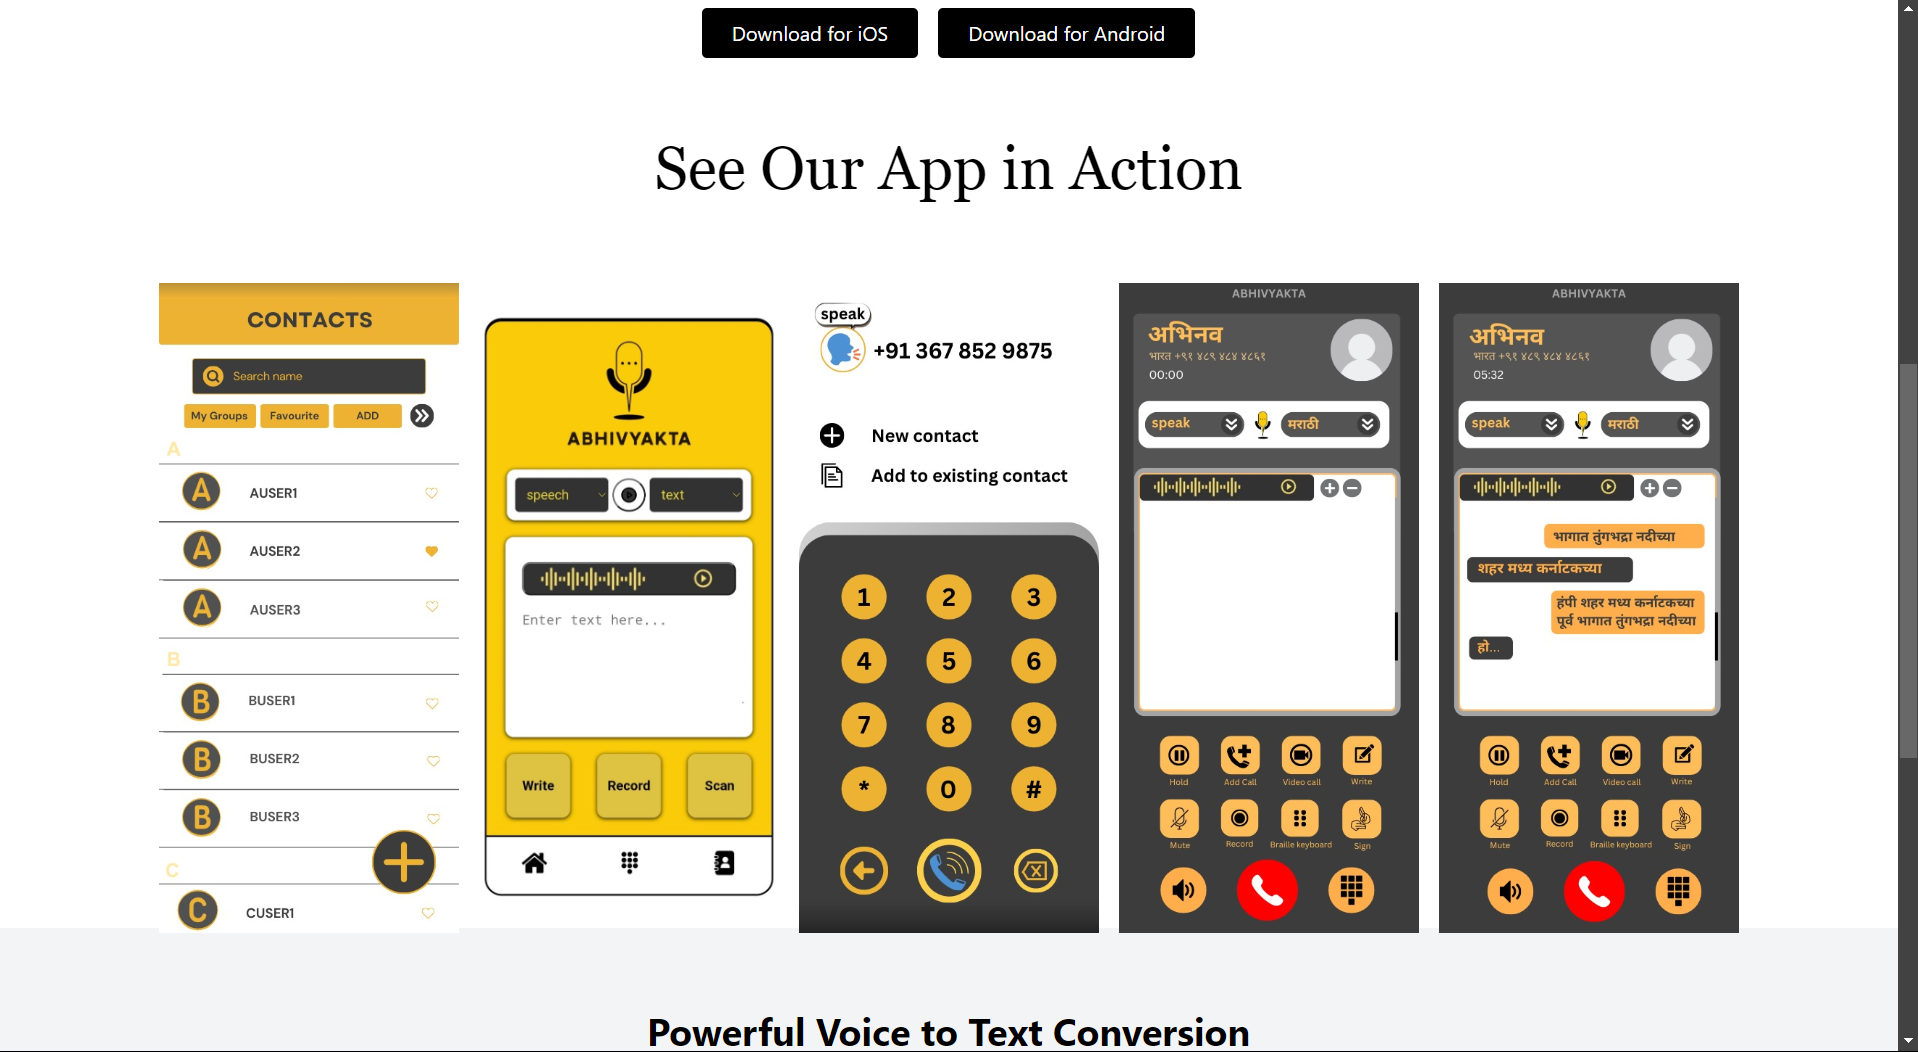 Download for iOS
Download for Android
See Our App in Action
CONTACTS
Search name
My Groups
Favourite
ADD
A
A AUSER1
A AUSER2
A AUSER3
B
B BUSER1
B BUSER2
B BUSER3
C
C CUSER1
ABHIVYAKTA
speech
text
Enter text here...
Write
Record
Scan
speak
+91 367 852 9875
New contact
Add to existing contact
1 2 3
4 5 6
7 8 9
* 0 #
ABHIVYAKTA
अभिनव
भारत +९१ ४८९ ४८४ ४८६१
00:00
speak
मराठी
Hold
Add Call
Video call
Write
Mute
Record
Braille keyboard
Sign
ABHIVYAKTA
अभिनव
भारत +९१ ४८९ ४८४ ४८६१
05:32
speak
मराठी
भागात तुंगभद्रा नदीच्या
शहर मध्य कर्नाटकच्या
हंपी शहर मध्य कर्नाटकच्या
पूर्व भागात तुंगभद्रा नदीच्या
हो...
Hold
Add Call
Video call
Write
Mute
Record
Braille keyboard
Sign
Powerful Voice to Text Conversion